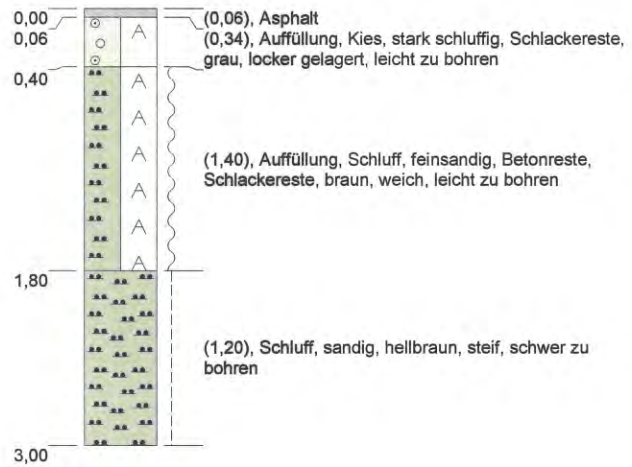 0,00
(0,06), Asphalt
0,06
(0,34), Auffüllung, Kies, stark schluffig, Schlackereste,
grau, locker gelagert, leicht zu bohren
0,40
A
A
A
A
A
A
A
(1,40), Auffüllung, Schluff, feinsandig, Betonreste,
Schlackereste, braun, weich, leicht zu bohren
1,80
(1,20), Schluff, sandig, hellbraun, steif, schwer zu
bohren
3,00